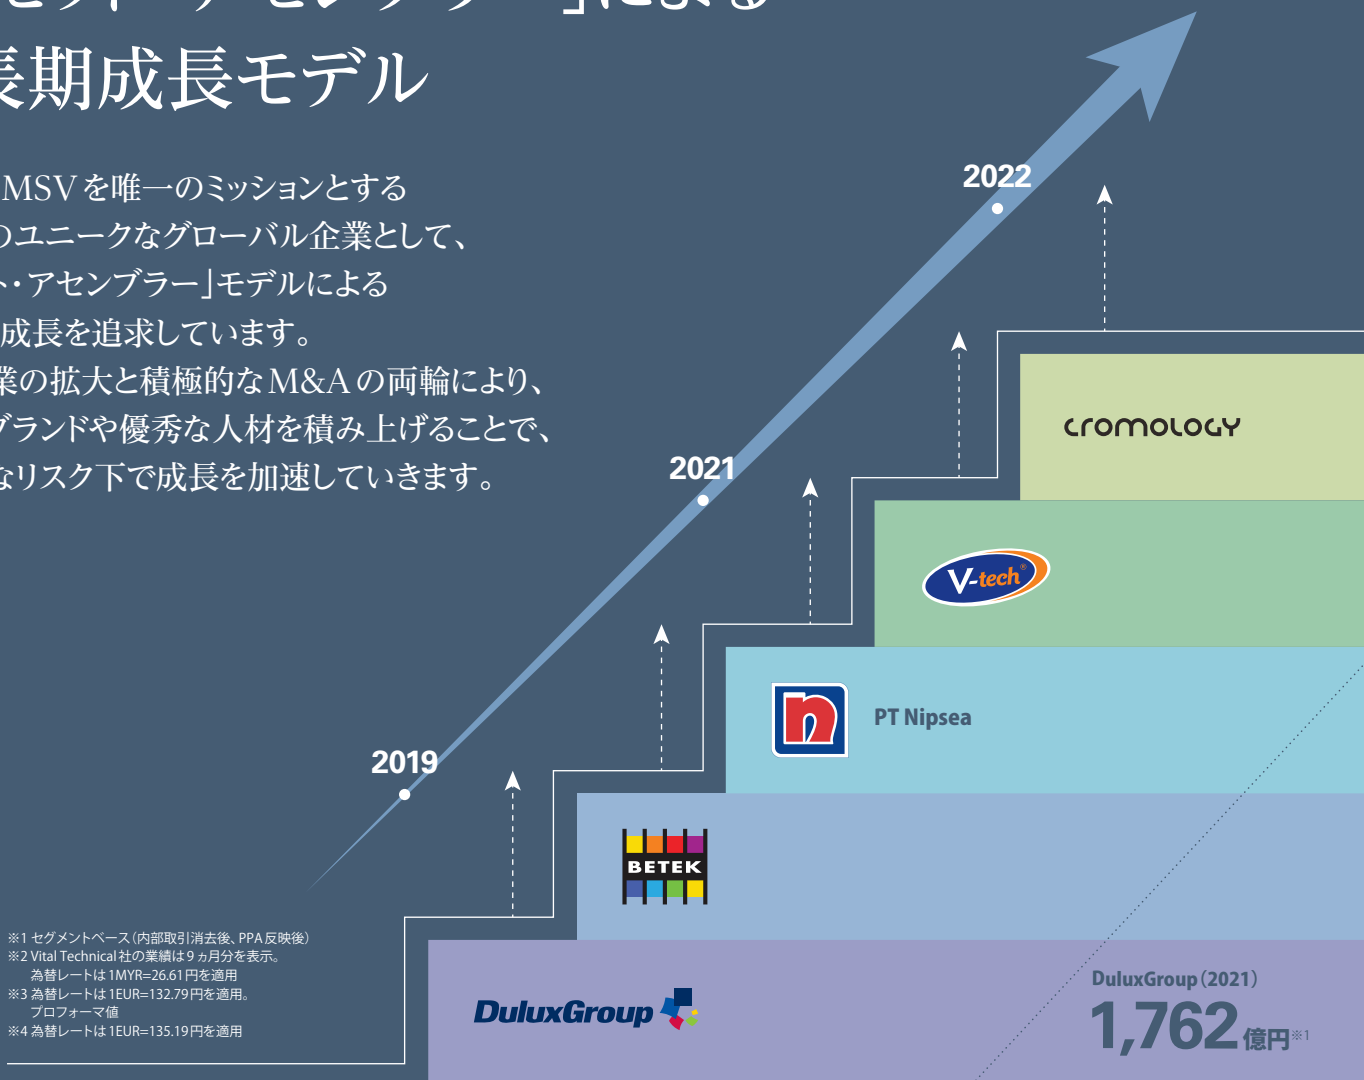 長期成長モデル
MSVを唯一のミッションとする
のユニークなグローバル企業として、
ト・アセンブラー」モデルによる
成長を追求しています。
業の拡大と積極的なM&Aの両輪により、
ブランドや優秀な人材を積み上げることで、
なリスク下で成長を加速していきます。
2022
2021
2019
cromology
V-tech®
PT Nipsea
BETEK
DuluxGroup
DuluxGroup（2021）
1,762億円※1
※1 セグメントベース（内部取引消去後、PPA反映後）
※2 Vital Technical社の業績は9ヵ月分を表示。
為替レートは1MYR=26.61円を適用
※3 為替レートは1EUR=132.79円を適用。
プロフォーマ値
※4 為替レートは1EUR=135.19円を適用